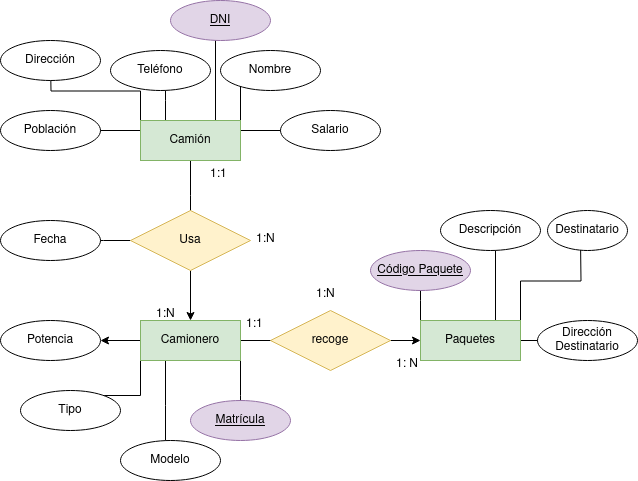 DNI
Dirección
Teléfono
Nombre
Población
Camión
Salario
1:1
Fecha
Usa
1:N
Descripción
Destinatario
Código Paquete
1:N
1:N
1:1
Potencia
Camionero
recoge
Paquetes
Dirección
Destinatario
1: N
Tipo
Matrícula
Modelo